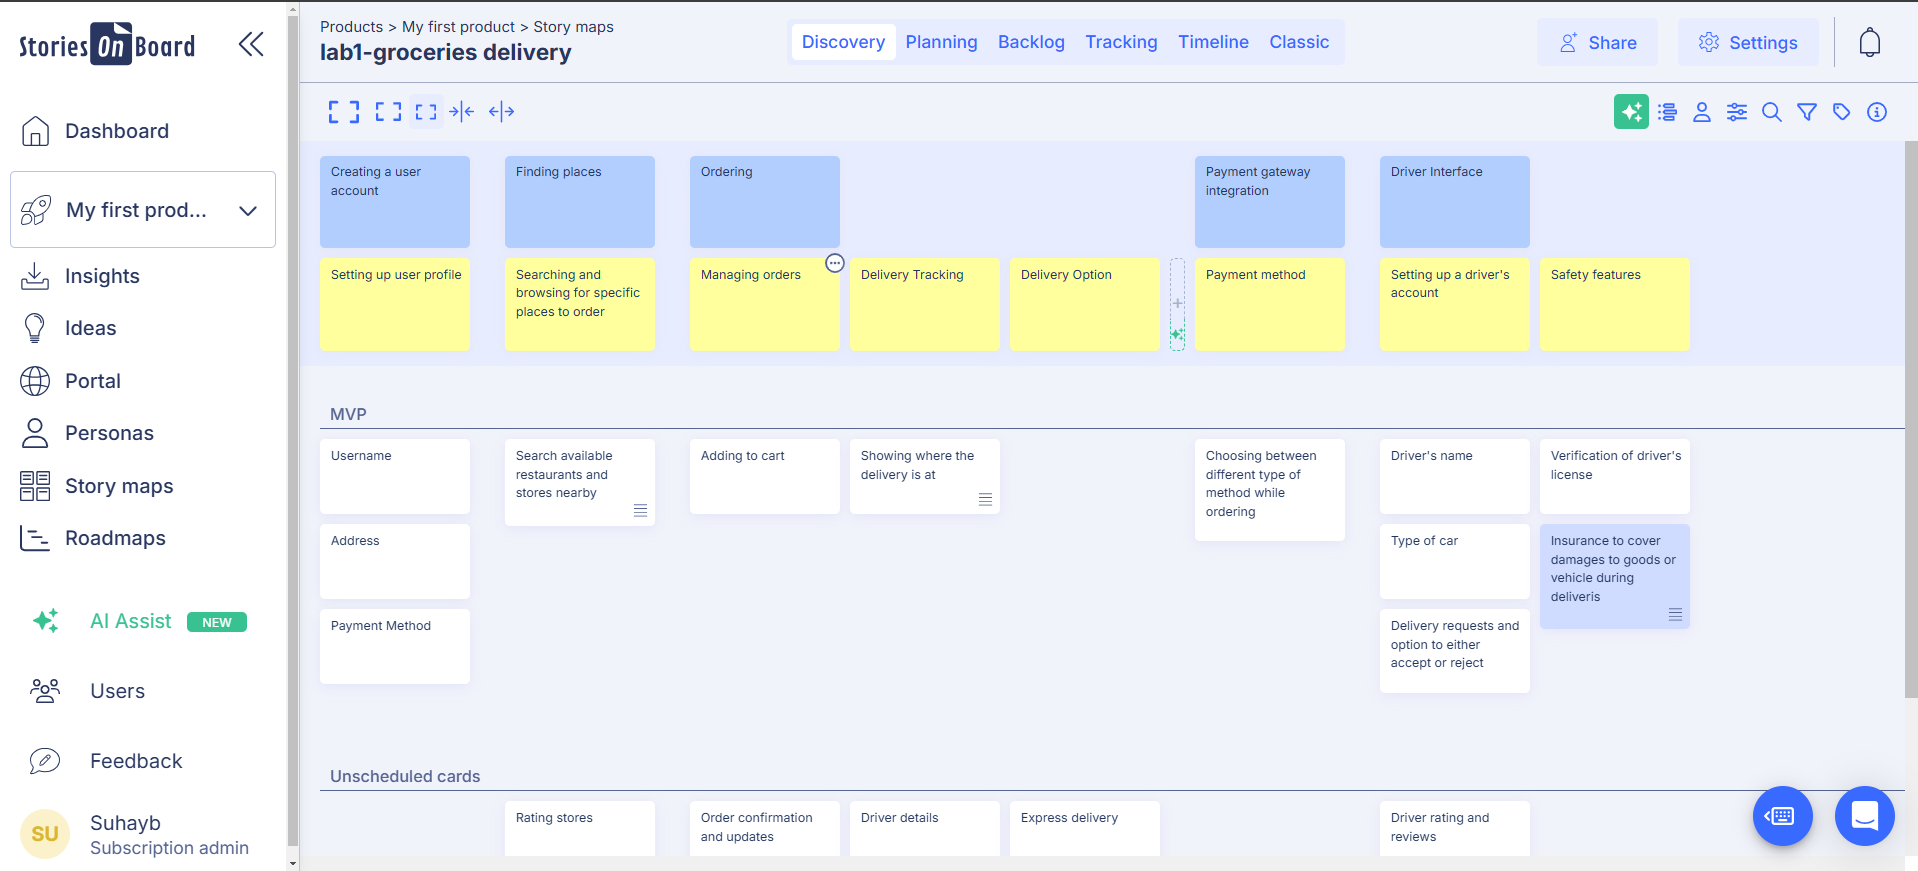 Stories On Board
Products > My first product > Story maps
lab1-groceries delivery
Discovery
Planning
Backlog
Tracking
Timeline
Classic
Share
Settings
Dashboard
My first prod...
Insights
Ideas
Portal
Personas
Story maps
Roadmaps
AI Assist
NEW
Users
Feedback
SU
Suhayb
Subscription admin
Creating a user
account
Finding places
Ordering
Payment gateway
integration
Driver Interface
Setting up user profile
Searching and
browsing for specific
places to order
Managing orders
Delivery Tracking
Delivery Option
Payment method
Setting up a driver's
account
Safety features
MVP
Username
Search available
restaurants and
stores nearby
Adding to cart
Showing where the
delivery is at
Choosing between
different type of
method while
ordering
Driver's name
Verification of driver's
license
Address
Type of car
Insurance to cover
damages to goods or
vehicle during
deliveris
Payment Method
Delivery requests and
option to either
accept or reject
Unscheduled cards
Rating stores
Order confirmation
and updates
Driver details
Express delivery
Driver rating and
reviews